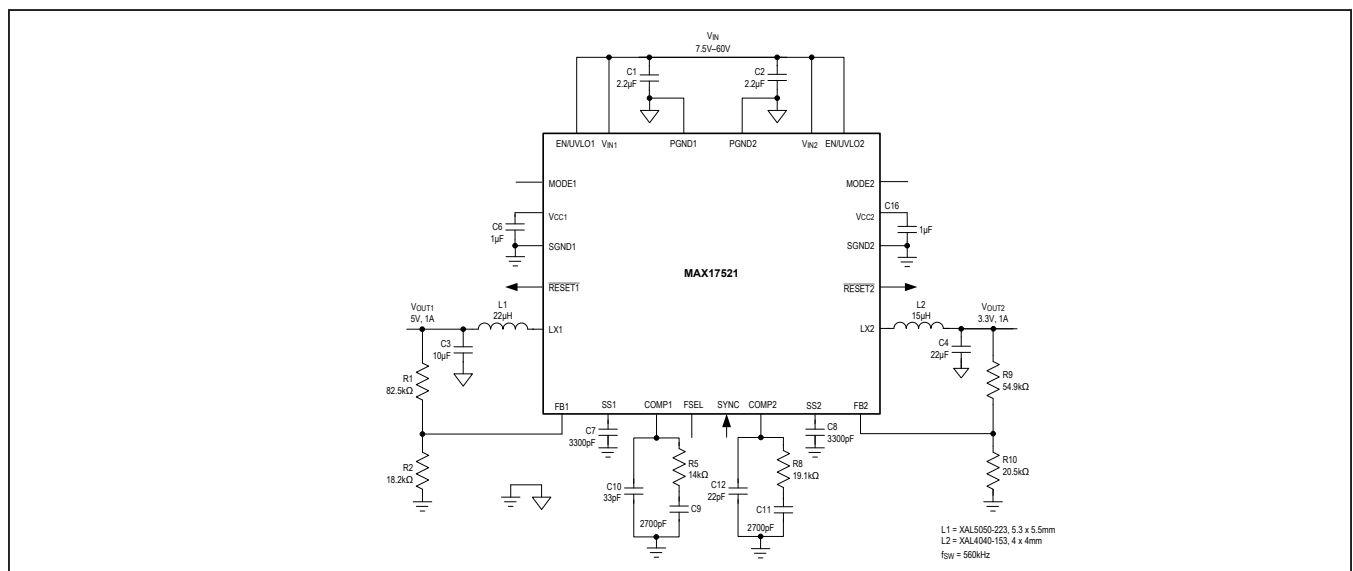 VIN
7.5V–60V
C1
2.2µF
C2
2.2µF
EN/UVLO1
VIN1
PGND1
PGND2
VIN2
EN/UVLO2
MODE1
MODE2
C6
1µF
VCC1
VCC2
C16
1µF
SGND1
SGND2
MAX17521
RESET1
RESET2
VOUT1
5V, 1A
L1
22µH
LX1
LX2
L2
15µH
VOUT2
3.3V, 1A
C3
10µF
C4
22µF
R1
82.5kΩ
R9
54.9kΩ
FB1
SS1
COMP1
FSEL
SYNC
COMP2
SS2
FB2
C7
3300pF
C8
3300pF
R2
18.2kΩ
R5
14kΩ
C10
33pF
C9
2700pF
R8
19.1kΩ
C12
22pF
C11
2700pF
R10
20.5kΩ
L1 = XAL5050-223, 5.3 x 5.5mm
L2 = XAL4040-153, 4 x 4mm
fSW = 560kHz